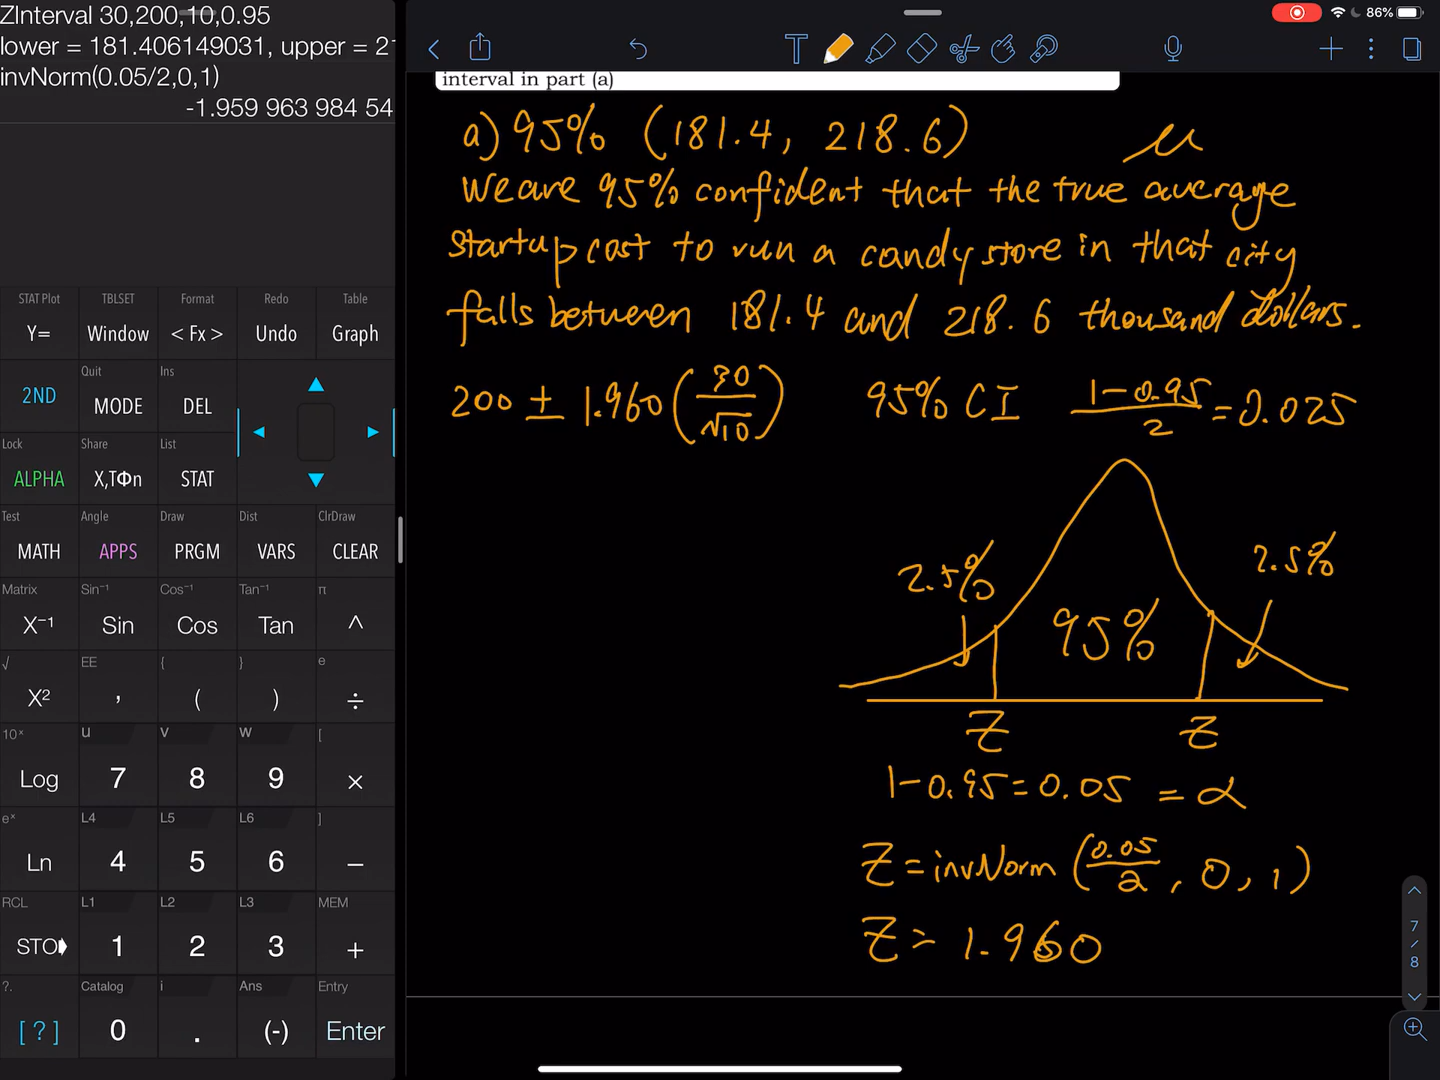 ZInterval 30,200,10,0.95
lower = 181.406149031, upper = 2
invNorm(0.05/2,0,1)
-1.959 963 984 54
86%
interval in part (a)
a) 95% (181.4, 218.6) μ
We are 95% confident that the true average
startup cost to run a candy store in that city
falls between 181.4 and 218.6 thousand dollars.
200 ± 1.960 (30/√10) 95% CI (1-0.95)/2 = 0.025
2.5% 2.5%
95%
Z Z
1-0.95=0.05 = α
Z = invNorm (0.05/2, 0, 1)
Z = 1.960
7
/
8
STAT Plot TBLSET Format Redo Table
Y= Window < Fx > Undo Graph
Quit Ins
2ND MODE DEL
Lock Share List
ALPHA X,TΦn STAT
Test Angle Draw Dist ClrDraw
MATH APPS PRGM VARS CLEAR
Matrix Sin⁻¹ Cos⁻¹ Tan⁻¹ π
X⁻¹ Sin Cos Tan ^
√ EE { } e
X² , ( ) ÷
10ˣ u v w [
Log 7 8 9 ×
eˣ L4 L5 L6 ]
Ln 4 5 6 −
RCL L1 L2 L3 MEM
STO 1 2 3 +
?. Catalog i Ans Entry
[ ? ] 0 . (-) Enter